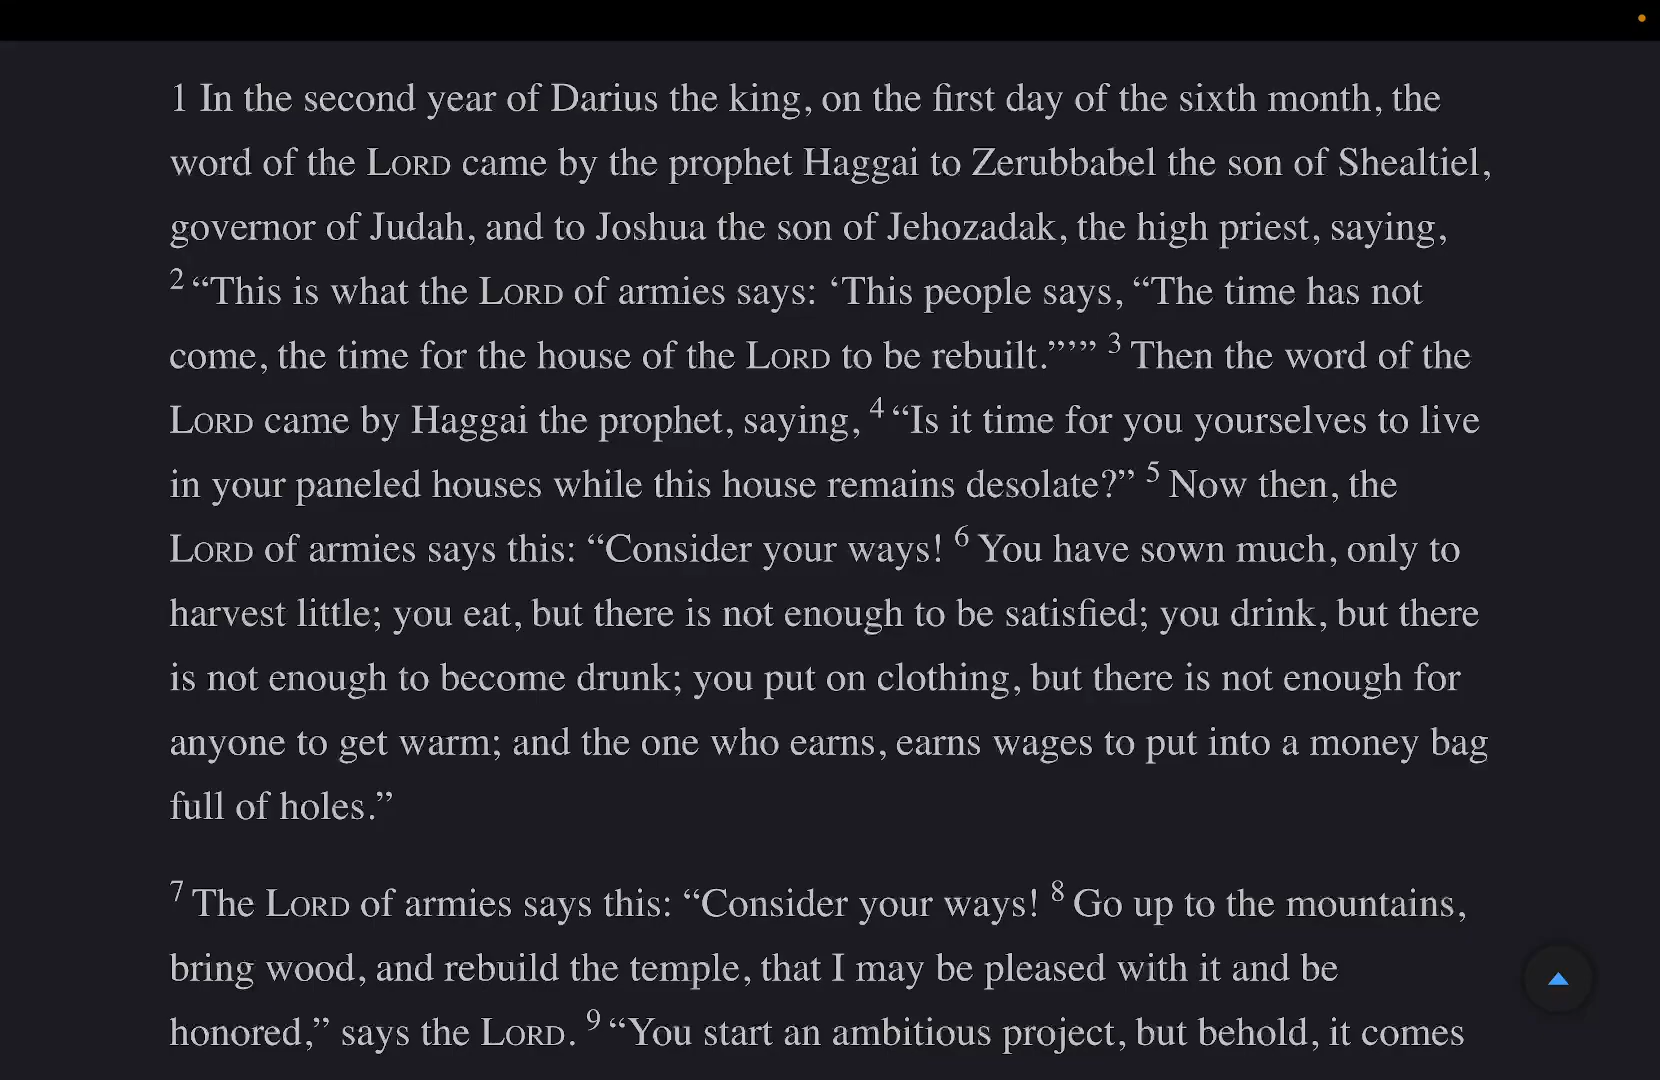 1 In the second year of Darius the king, on the first day of the sixth month, the
word of the LORD came by the prophet Haggai to Zerubbabel the son of Shealtiel,
governor of Judah, and to Joshua the son of Jehozadak, the high priest, saying,
2 “This is what the LORD of armies says: ‘This people says, “The time has not
come, the time for the house of the LORD to be rebuilt.”’” 3 Then the word of the
LORD came by Haggai the prophet, saying, 4 “Is it time for you yourselves to live
in your paneled houses while this house remains desolate?” 5 Now then, the
LORD of armies says this: “Consider your ways! 6 You have sown much, only to
harvest little; you eat, but there is not enough to be satisfied; you drink, but there
is not enough to become drunk; you put on clothing, but there is not enough for
anyone to get warm; and the one who earns, earns wages to put into a money bag
full of holes.”
7 The LORD of armies says this: “Consider your ways! 8 Go up to the mountains,
bring wood, and rebuild the temple, that I may be pleased with it and be
honored,” says the LORD. 9 “You start an ambitious project, but behold, it comes